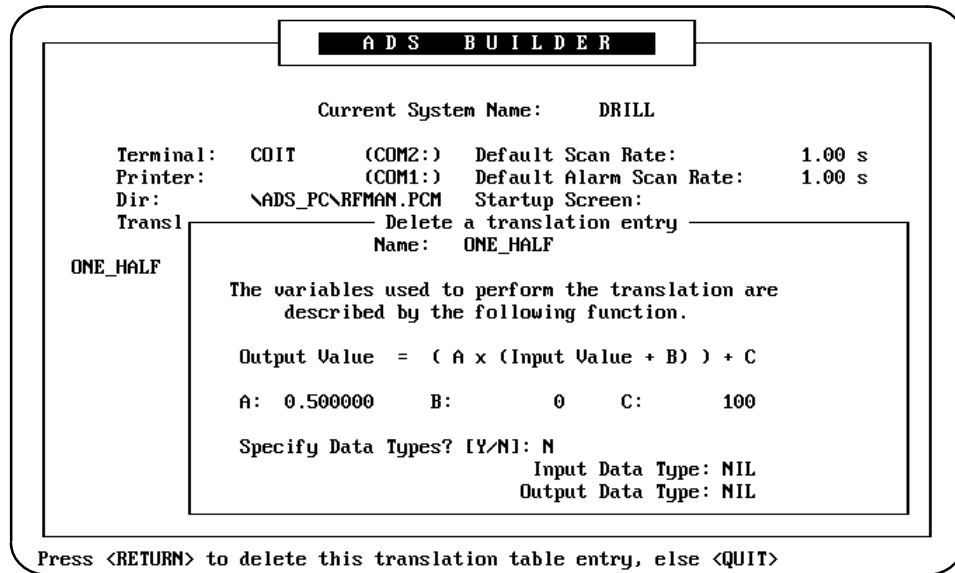 ADS BUILDER
Current System Name: DRILL
Terminal: COIT (COM2:) Default Scan Rate: 1.00 s
Printer: (COM1:) Default Alarm Scan Rate: 1.00 s
Dir: \ADS_PC\RFMAN.PCM Startup Screen:
Transl
Delete a translation entry
Name: ONE_HALF
ONE_HALF
The variables used to perform the translation are
described by the following function.
Output Value = ( A x (Input Value + B) ) + C
A: 0.500000 B: 0 C: 100
Specify Data Types? [Y/N]: N
Input Data Type: NIL
Output Data Type: NIL
Press <RETURN> to delete this translation table entry, else <QUIT>